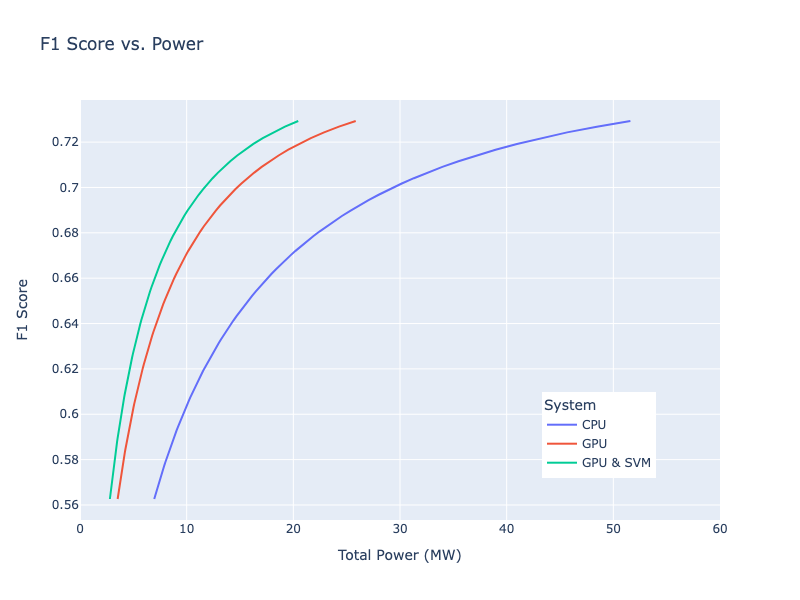 F1 Score vs. Power
F1 Score
0.72
0.7
0.68
0.66
0.64
0.62
0.6
0.58
0.56
0
10
20
30
40
50
60
Total Power (MW)
System
CPU
GPU
GPU & SVM